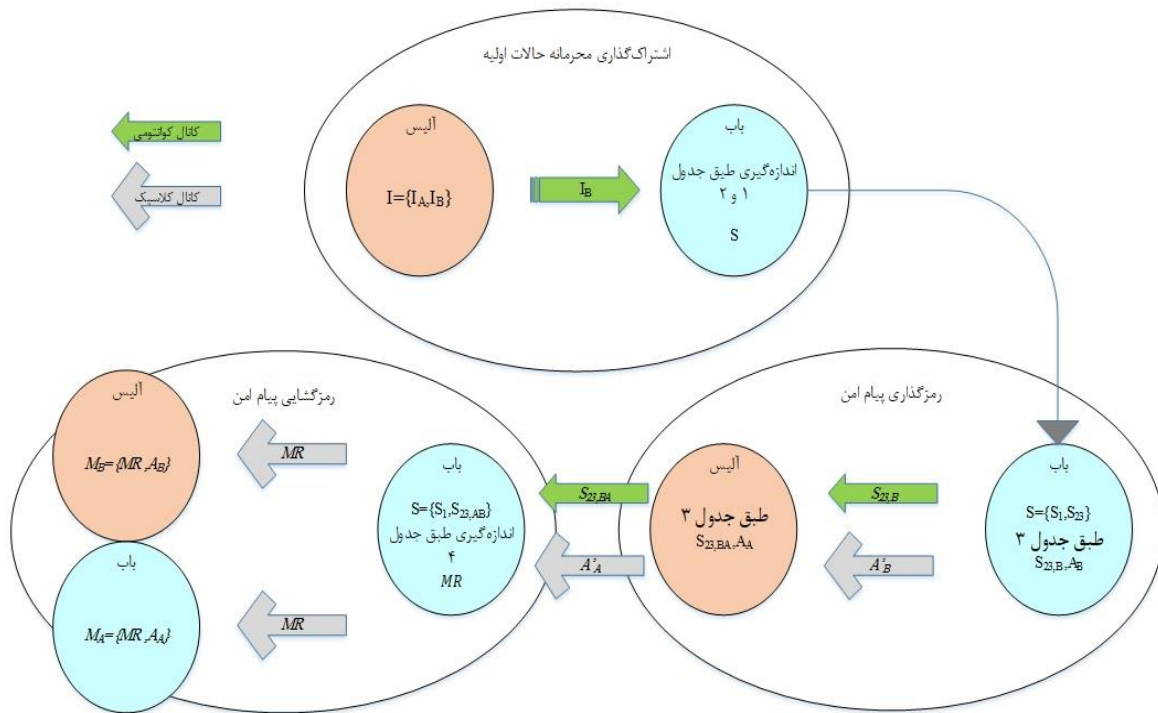 اشتراک‌گذاری محرمانه حالات اولیه
کانال کوانتومی
کانال کلاسیک
آلیس
I={I_A,I_B}
I_B
باب
اندازه‌گیری طبق جدول
۱ و ۲
S
رمزگذاری پیام امن
باب
S={S_1,S_23}
طبق جدول ۳
S_23,B,A_B
S_23,B
A'_B
آلیس
طبق جدول ۳
S_23,BA,A_A
S_23,BA
A'_A
رمزگشایی پیام امن
باب
S={S_1,S_23,AB}
اندازه‌گیری طبق جدول
۴
MR
MR
MR
آلیس
M_B={MR,A_B}
باب
M_A={MR,A_A}